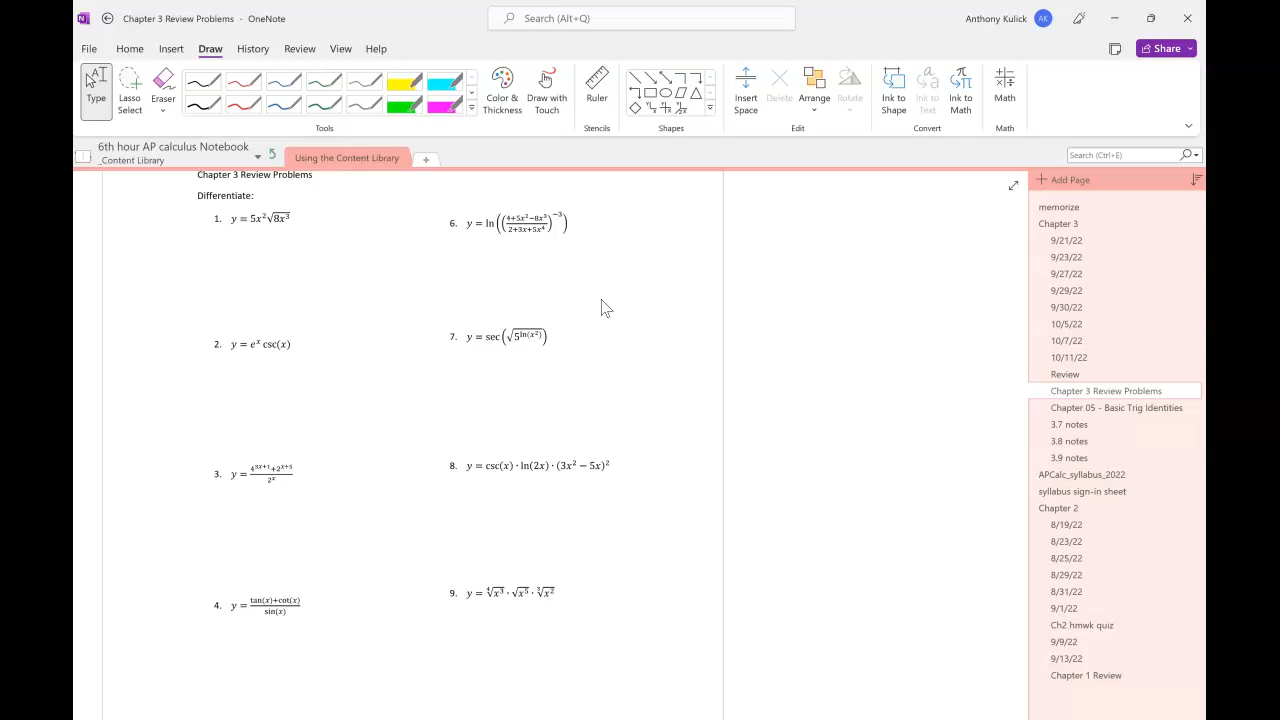 Chapter 3 Review Problems - OneNote
Search (Alt+Q)
Anthony Kulick AK
File Home Insert Draw History Review View Help
Share
Type
Lasso Select
Eraser
Color & Thickness
Draw with Touch
Ruler
Insert Space
Delete
Arrange
Rotate
Ink to Shape
Ink to Text
Ink to Math
Math
Tools Stencils Shapes Edit Convert Math
6th hour AP calculus Notebook
_Content Library
Using the Content Library
Search (Ctrl+E)
Chapter 3 Review Problems
Differentiate:
1. y = 5x²√(8x³)
2. y = eˣ csc(x)
3. y = (4^(3x+1)+2^(x+5))/(2^x)
4. y = (tan(x)+cot(x))/(sin(x))
6. y = ln(((4+5x²−8x³)/(2+3x+5x⁴))^(−3))
7. y = sec(√(5^(ln(x²))))
8. y = csc(x) · ln(2x) · (3x² − 5x)²
9. y = ∜(x³) · √(x⁵) · ∛(x²)
Add Page
memorize
Chapter 3
9/21/22
9/23/22
9/27/22
9/29/22
9/30/22
10/5/22
10/7/22
10/11/22
Review
Chapter 3 Review Problems
Chapter 05 - Basic Trig Identities
3.7 notes
3.8 notes
3.9 notes
APCalc_syllabus_2022
syllabus sign-in sheet
Chapter 2
8/19/22
8/23/22
8/25/22
8/29/22
8/31/22
9/1/22
Ch2 hmwk quiz
9/9/22
9/13/22
Chapter 1 Review